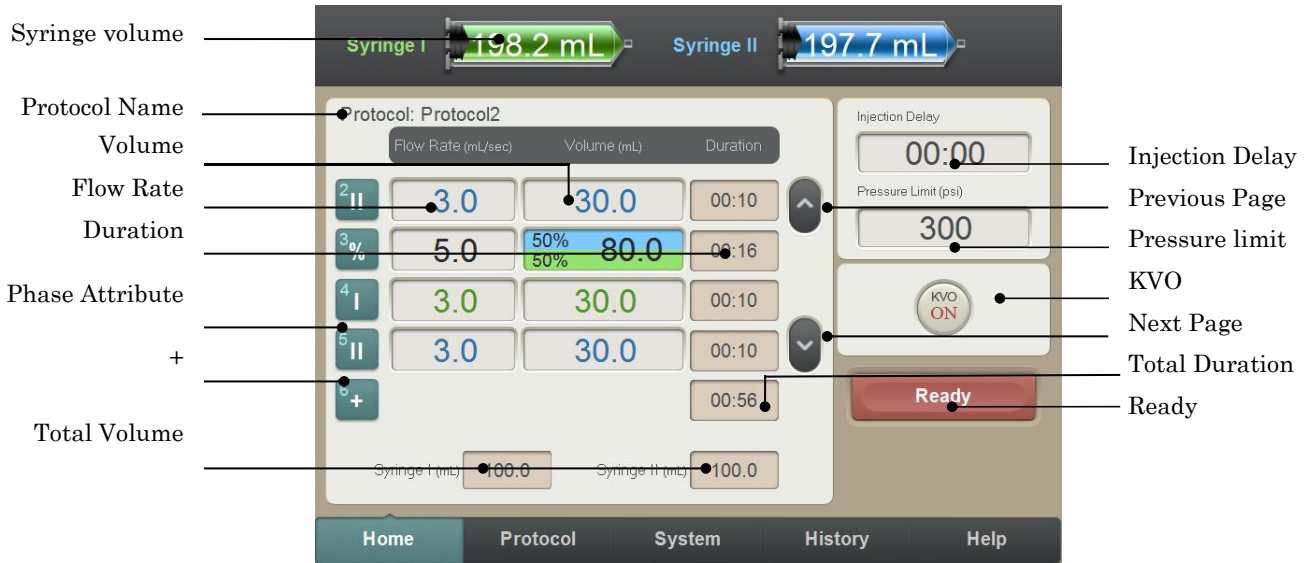 Syringe volume
Syringe I
198.2 mL
Syringe II
197.7 mL
Protocol Name
Volume
Flow Rate
Duration
Phase Attribute
+
Total Volume
Protocol: Protocol2
Flow Rate (mL/sec) Volume (mL) Duration
2 II 3.0 30.0 00:10
3 % 5.0 50% 50% 80.0 00:16
4 I 3.0 30.0 00:10
5 II 3.0 30.0 00:10
6 + 00:56
Syringe I (mL) 100.0 Syringe II (mL) 100.0
Injection Delay
00:00
Pressure Limit (psi)
300
KVO
ON
Ready
Injection Delay
Previous Page
Pressure limit
KVO
Next Page
Total Duration
Ready
Home Protocol System History Help